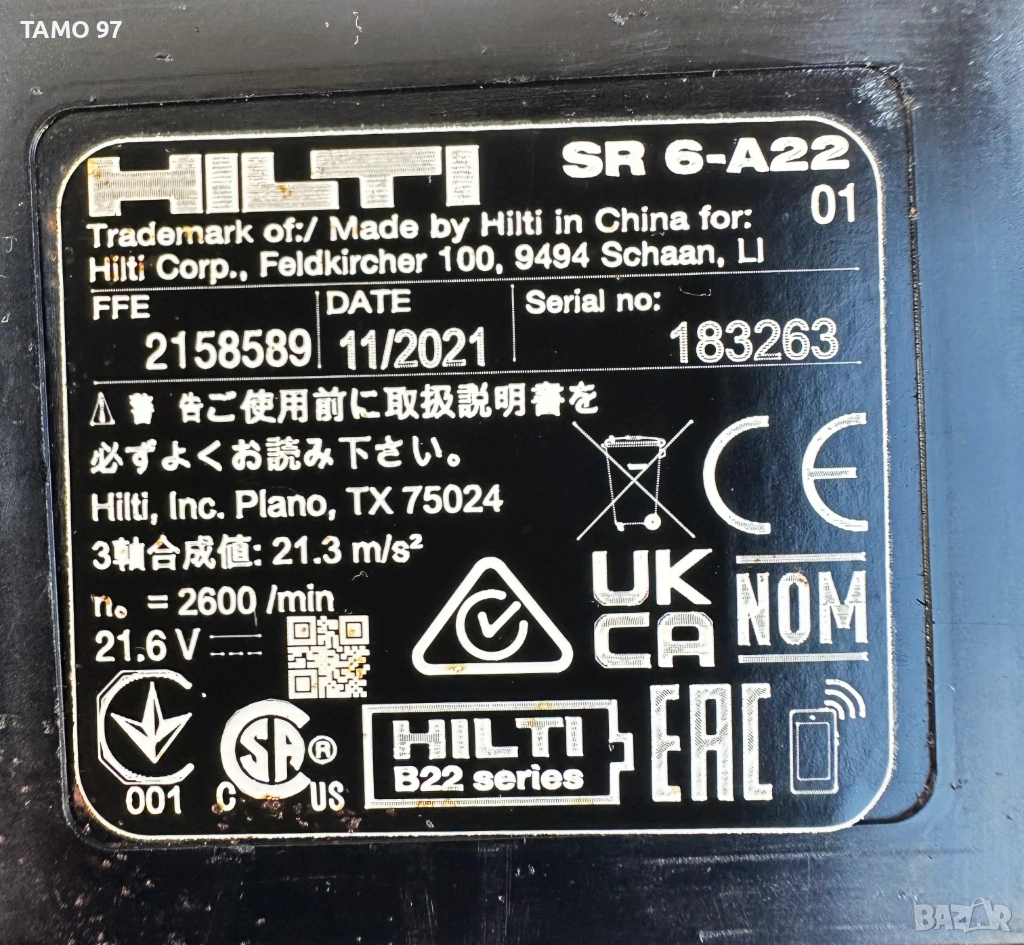 TAMO 97
HILTI
SR 6-A22
01
Trademark of:/ Made by Hilti in China for:
Hilti Corp., Feldkircher 100, 9494 Schaan, LI
FFE
2158589
DATE
11/2021
Serial no:
183263
警 告ご使用前に取扱説明書を
必ずよくお読み下さい。
Hilti, Inc. Plano, TX 75024
3軸合成値: 21.3 m/s²
n₀ = 2600 /min
21.6 V
CE
UK
CA
NOM
001
CSA ®
C US
HILTI
B22 series
EAC
BAZAR